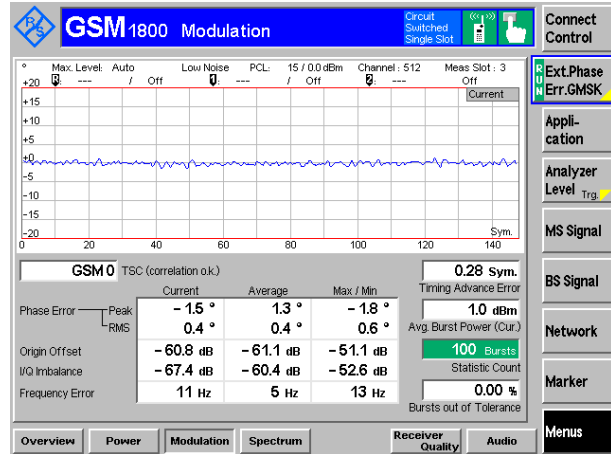 R&S GSM 1800 Modulation Circuit Switched Single Slot
Connect Control
° Max. Level: Auto Low Noise PCL: 15 / 0.0 dBm Channel : 512 Meas Slot : 3
+20 --- / Off 1: --- / Off 2: --- Off
Current
RUN Ext.Phase Err.GMSK
+15
+10
+5
±0
-5
-10
-15
-20
Sym.
0 20 40 60 80 100 120 140
Appli-
cation
Analyzer
Level Trg.
MS Signal
BS Signal
Network
Marker
Menus
GSM 0 TSC (correlation o.k.)
0.28 Sym.
Timing Advance Error
Current Average Max / Min
Phase Error Peak – 1.5 ° 1.3 ° – 1.8 °
RMS 0.4 ° 0.4 ° 0.6 °
1.0 dBm
Avg. Burst Power (Cur.)
Origin Offset – 60.8 dB – 61.1 dB – 51.1 dB
I/Q Imbalance – 67.4 dB – 60.4 dB – 52.6 dB
Frequency Error 11 Hz 5 Hz 13 Hz
100 Bursts
Statistic Count
0.00 %
Bursts out of Tolerance
Overview Power Modulation Spectrum Receiver Quality Audio